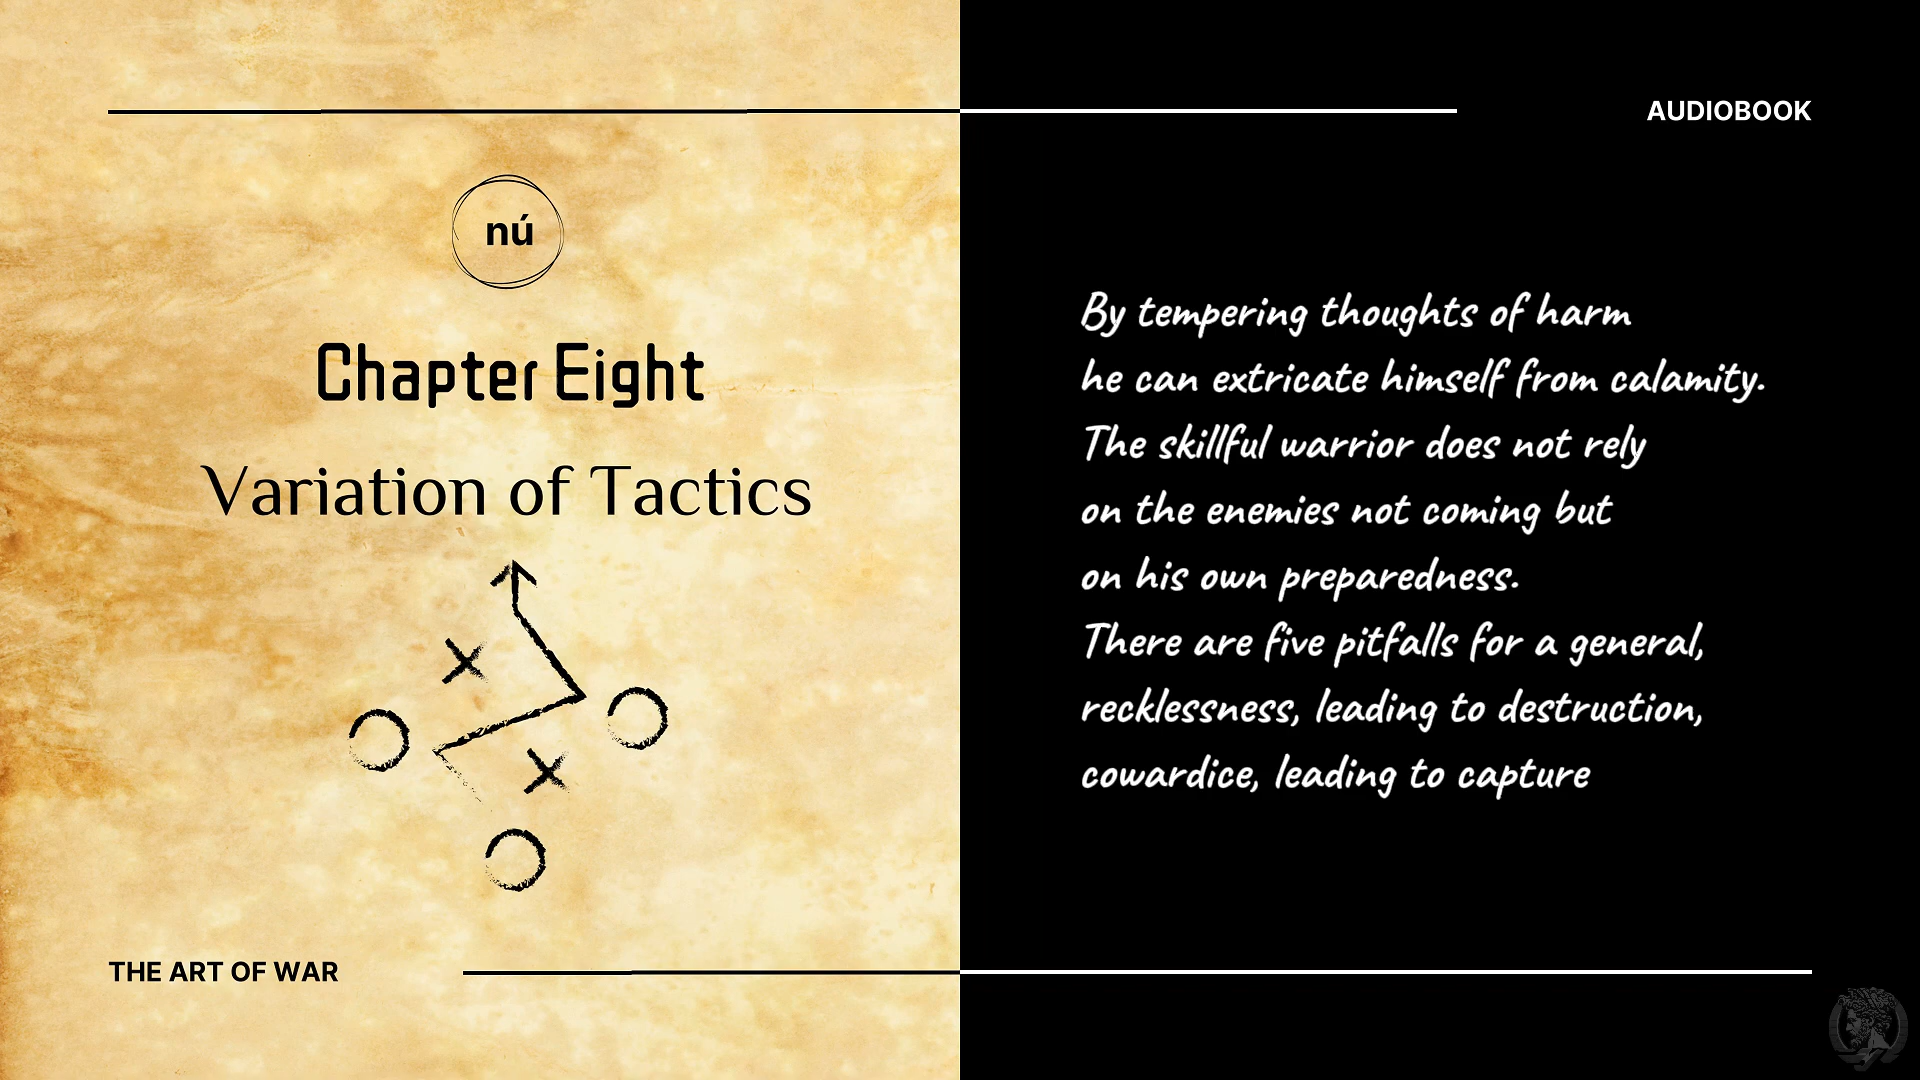 AUDIOBOOK
nú
Chapter Eight
Variation of Tactics
THE ART OF WAR
By tempering thoughts of harm
he can extricate himself from calamity.
The skillful warrior does not rely
on the enemies not coming but
on his own preparedness.
There are five pitfalls for a general,
recklessness, leading to destruction,
cowardice, leading to capture